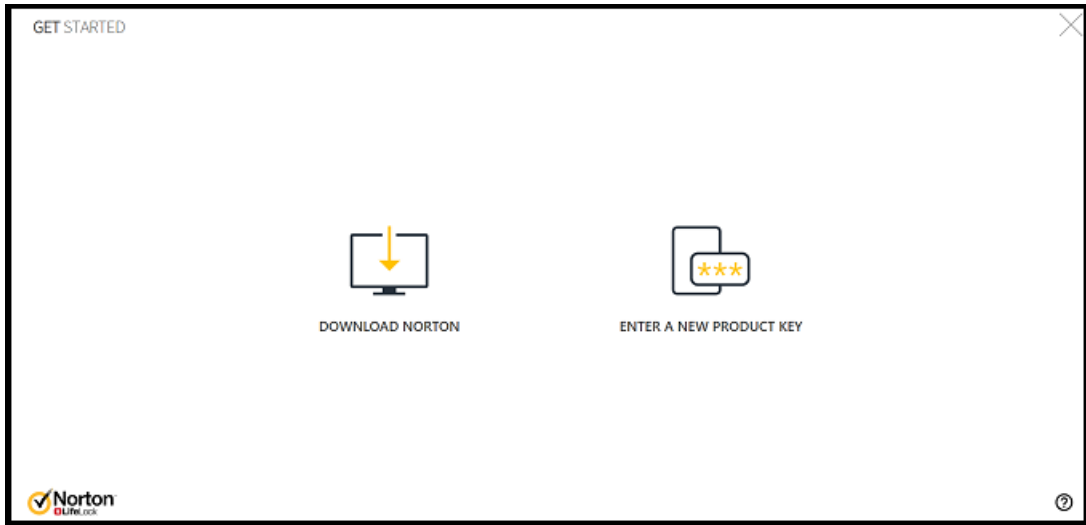 GET STARTED
DOWNLOAD NORTON
ENTER A NEW PRODUCT KEY
***
Norton
LifeLock